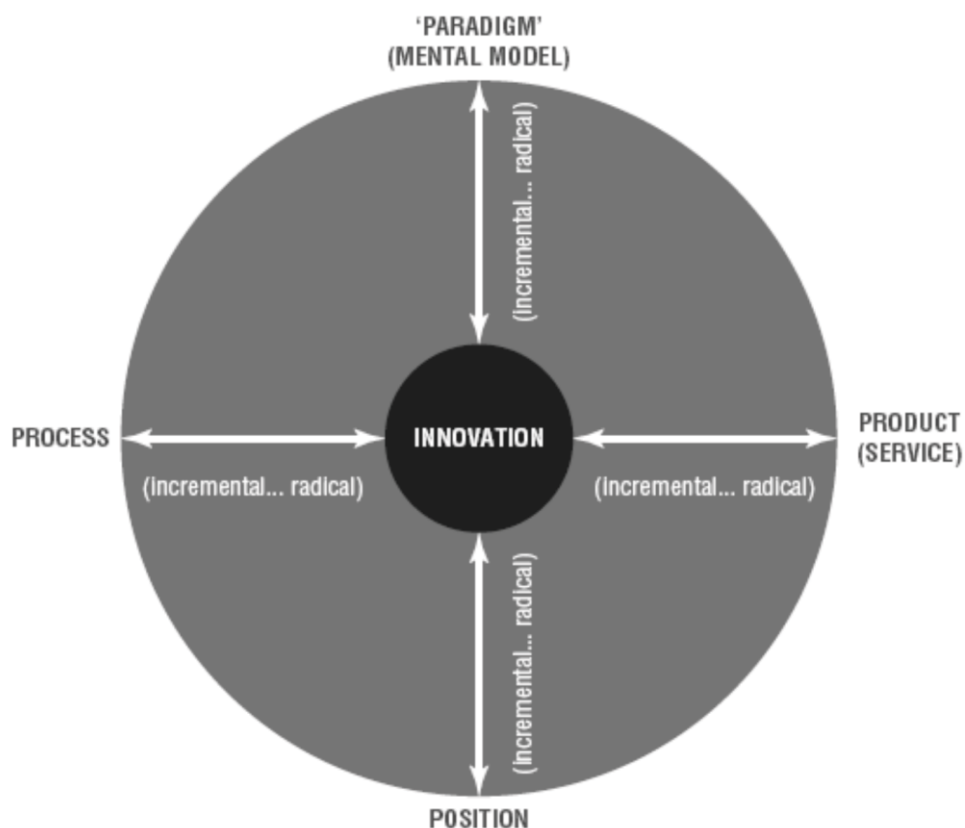 ‘PARADIGM’
(MENTAL MODEL)
(incremental... radical)
PROCESS
INNOVATION
PRODUCT
(SERVICE)
(incremental... radical)
(incremental... radical)
(incremental... radical)
POSITION